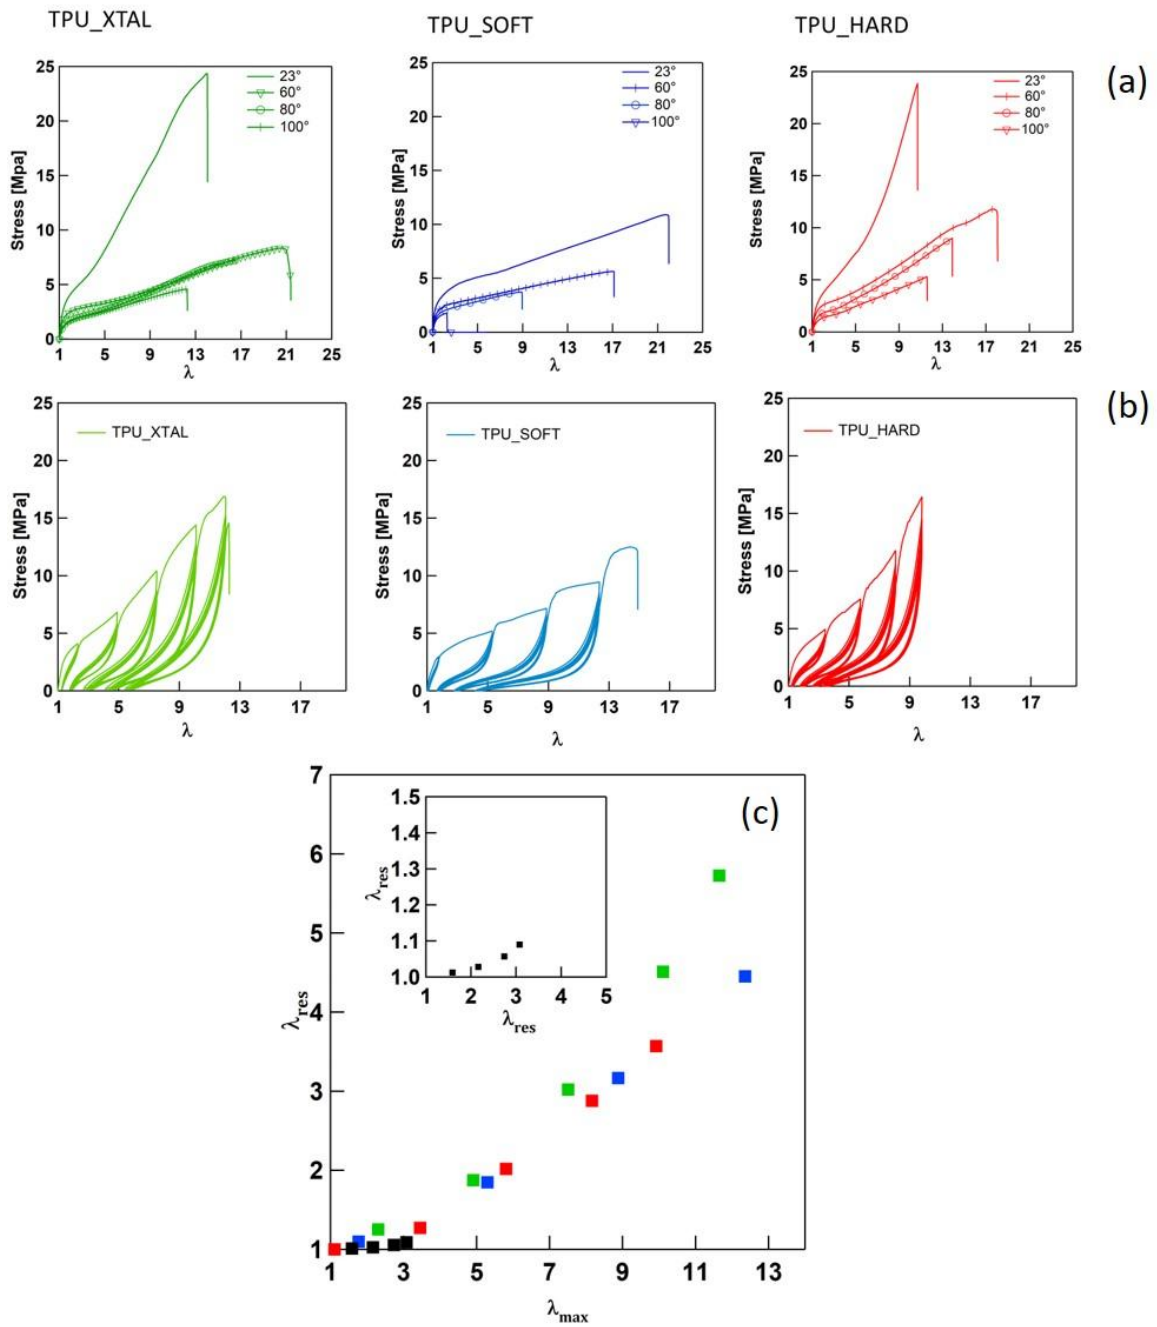 TPU_XTAL
TPU_SOFT
TPU_HARD
(a)
25
20
15
10
5
0
Stress [Mpa]
1 5 9 13 17 21 25
λ
23°
60°
80°
100°
25
20
15
10
5
0
Stress [MPa]
1 5 9 13 17 21 25
λ
23°
60°
80°
100°
25
20
15
10
5
0
Stress [MPa]
1 5 9 13 17 21 25
λ
23°
60°
80°
100°
(b)
25
20
15
10
5
0
Stress [MPa]
TPU_XTAL
1 5 9 13 17
λ
25
20
15
10
5
0
Stress [MPa]
TPU_SOFT
1 5 9 13 17
λ
25
20
15
10
5
0
Stress [MPa]
TPU_HARD
1 5 9 13 17
λ
(c)
7
6
5
4
3
2
1
λres
1 3 5 7 9 11 13
λmax
1.5
1.4
1.3
1.2
1.1
1.0
λres
1 2 3 4 5
λres